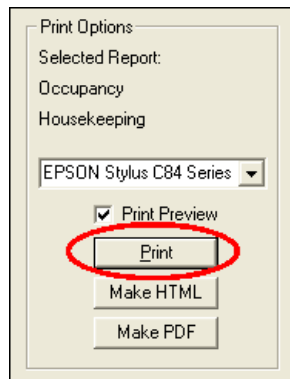 Print Options
Selected Report:
Occupancy
Housekeeping
EPSON Stylus C84 Series
Print Preview
Print
Make HTML
Make PDF